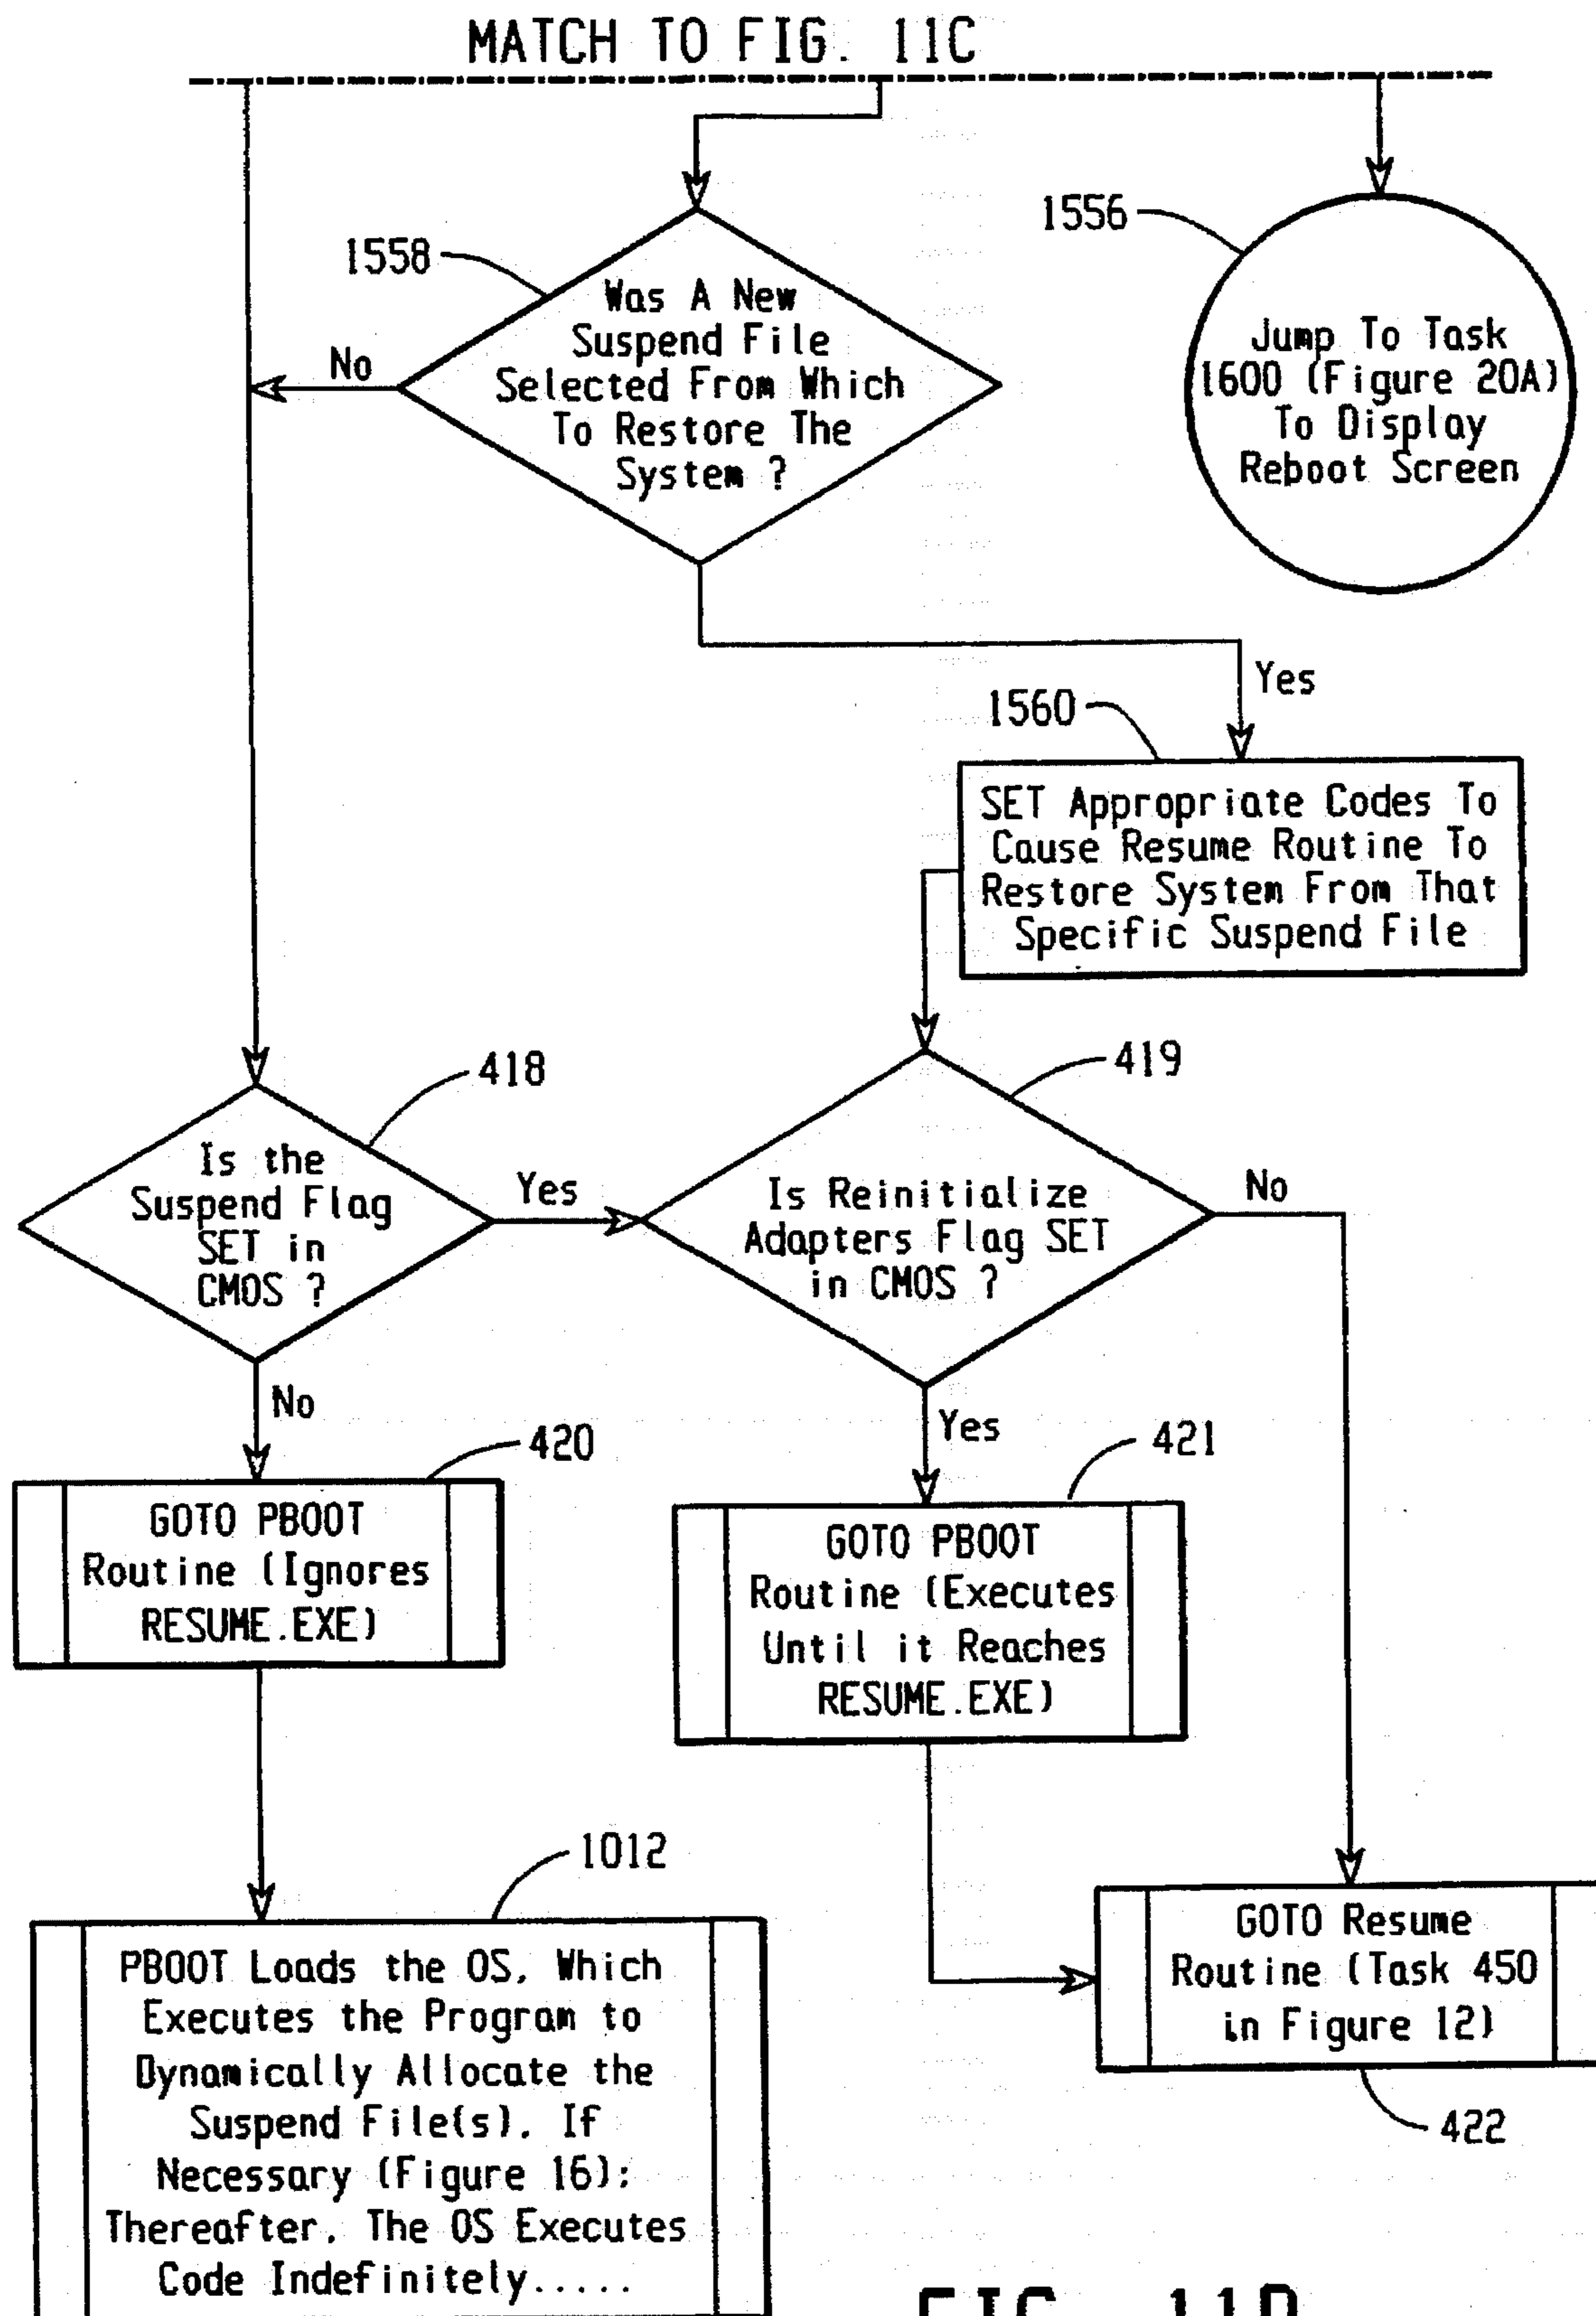 MATCH TO FIG. 11C
1558
Was A New
Suspend File
Selected From Which
To Restore The
System ?
No
1556
Jump To Task
1600 (Figure 20A)
To Display
Reboot Screen
Yes
1560
SET Appropriate Codes To
Cause Resume Routine To
Restore System From That
Specific Suspend File
418
Is the
Suspend Flag
SET in
CMOS ?
Yes
419
Is Reinitialize
Adapters Flag SET
in CMOS ?
No
No
Yes
420
GOTO PBOOT
Routine (Ignores
RESUME.EXE)
421
GOTO PBOOT
Routine (Executes
Until it Reaches
RESUME.EXE)
1012
PBOOT Loads the OS, Which
Executes the Program to
Dynamically Allocate the
Suspend File(s), If
Necessary (Figure 16);
Thereafter, The OS Executes
Code Indefinitely.....
GOTO Resume
Routine (Task 450
in Figure 12)
422